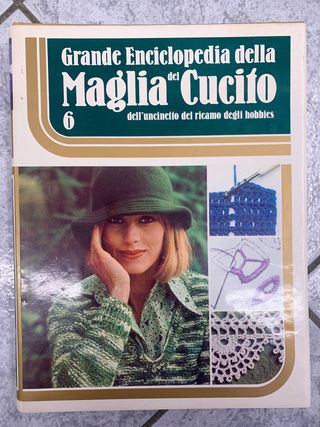 Grande Enciclopedia della
Maglia del Cucito
6 dell'uncinetto del ricamo degli hobbies